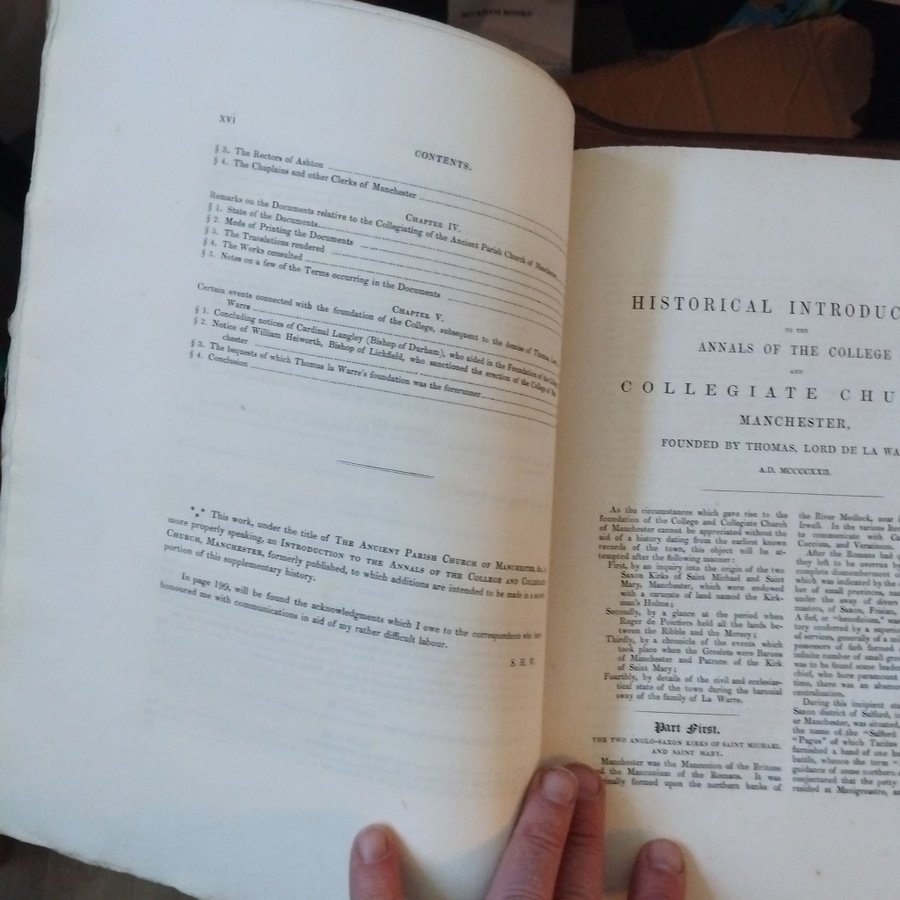 xvi
CONTENTS.
§ 3. The Rectors of Ashton
§ 4. The Chaplains and other Clerks of Manchester
CHAPTER IV.
Remarks on the Documents relative to the Collegiating of the Ancient Parish Church of Manchester.
§ 1. State of the Documents
§ 2. Mode of Printing the Documents
§ 3. The Translations rendered
§ 4. The Works consulted
§ 5. Notes on a few of the Terms occurring in the Documents
CHAPTER V.
Certain events connected with the foundation of the College, subsequent to the demise of Thomas
Warre
§ 1. Concluding notices of Cardinal Langley (Bishop of Durham), who aided in the Foundation of the College
§ 2. Notice of William Heiworth, Bishop of Lichfield, who sanctioned the erection of the College of
chester
§ 3. The bequests of which Thomas la Warre's foundation was the forerunner
§ 4. Conclusion
*** This work, under the title of THE ANCIENT PARISH CHURCH OF MANCHESTER, is,
more properly speaking, an INTRODUCTION TO THE ANNALS OF THE COLLEGE AND COLLEGIATE
CHURCH, MANCHESTER, formerly published, to which additions are intended to be made in a second
portion of this supplementary history.
In page 199, will be found the acknowledgments which I owe to the correspondents who have
honoured me with communications in aid of my rather difficult labour.
S. H.
HISTORICAL INTRODUC
TO THE
ANNALS OF THE COLLEGE
AND
COLLEGIATE CHU
MANCHESTER,
FOUNDED BY THOMAS, LORD DE LA WA
A.D. MCCCCXXII.
As the circumstances which gave rise to the
foundation of the College and Collegiate Church
of Manchester cannot be appreciated without the
aid of a history dating from the earliest known
records of the town, this object will be at-
tempted after the following manner:
First, by an inquiry into the origin of the two
Saxon Kirks of Saint Michael and Saint
Mary, Manchester, which were endowed
with a carucate of land named the Kirk-
man's Hulme;
Secondly, by a glance at the period when
Roger de Poictiers held all the lands be-
tween the Ribble and the Mersey;
Thirdly, by a chronicle of the events which
took place when the Greslets were Barons
of Manchester and Patrons of the Kirk
of Saint Mary;
Fourthly, by details of the civil and ecclesias-
tical state of the town during the baronial
sway of the family of La Warre.
Part First.
THE TWO ANGLO-SAXON KIRKS OF SAINT MICHAEL
AND SAINT MARY.
Manchester was the Mancenion of the Britons
and the Mancunium of the Romans. It was
formed upon the northern banks of
the River Medlock, near
Irwell. In the various
to communicate with
Coccium, and Veratinum.
After the Romans had
they left to be overrun b
complete dismemberment
which was indicated by the
ber of small provinces,
under the sway of divers
masters, of Saxon, Fresian,
A fief, or "beneficium," wa
tory conferred by a superio
of services, generally of a
possessors of fiefs formed
infinite number of small
was to be found some
chief, who bore paramount
time, there was an absence
centralization.
During this incipient sta
Saxon district of Salford,
or Manchester, was situated,
the name of the "Salford
"Pagus" of which Tacitus
furnished a band of one h
battle, whence the term "
guidance of some northern
conjectured that the petty
resided at Manigceastre,